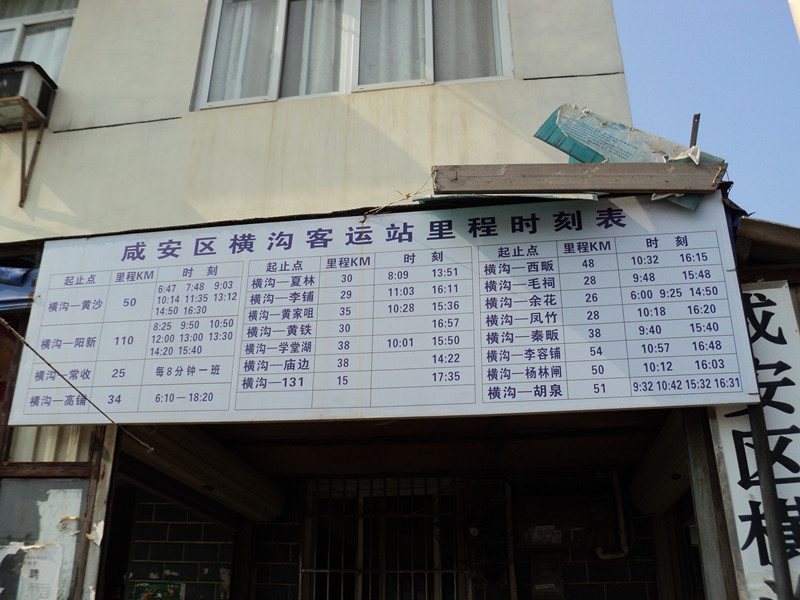 咸安区横沟客运站里程时刻表
起止点 里程KM 时 刻
横沟—黄沙 50 6:47 7:48 9:03
10:14 11:35 13:12
14:50 16:30
横沟—阳新 110 8:25 9:50 10:50
12:00 13:00 13:30
14:20 15:40
横沟—常收 25 每8分钟一班
横沟—高铺 34 6:10—18:20
起止点 里程KM 时 刻
横沟—夏林 30 8:09 13:51
横沟—李铺 29 11:03 16:11
横沟—黄家咀 35 10:28 15:36
横沟—黄铁 30 16:57
横沟—学堂湖 38 10:01 15:50
横沟—庙边 38 14:22
横沟—131 15 17:35
起止点 里程KM 时 刻
横沟—西畈 48 10:32 16:15
横沟—毛祠 28 9:48 15:48
横沟—余花 26 6:00 9:25 14:50
横沟—凤竹 28 10:18 16:20
横沟—秦畈 38 9:40 15:40
横沟—李容铺 54 10:57 16:48
横沟—杨林闸 50 10:12 16:03
横沟—胡泉 51 9:32 10:42 15:32 16:31
咸安区横沟
聘